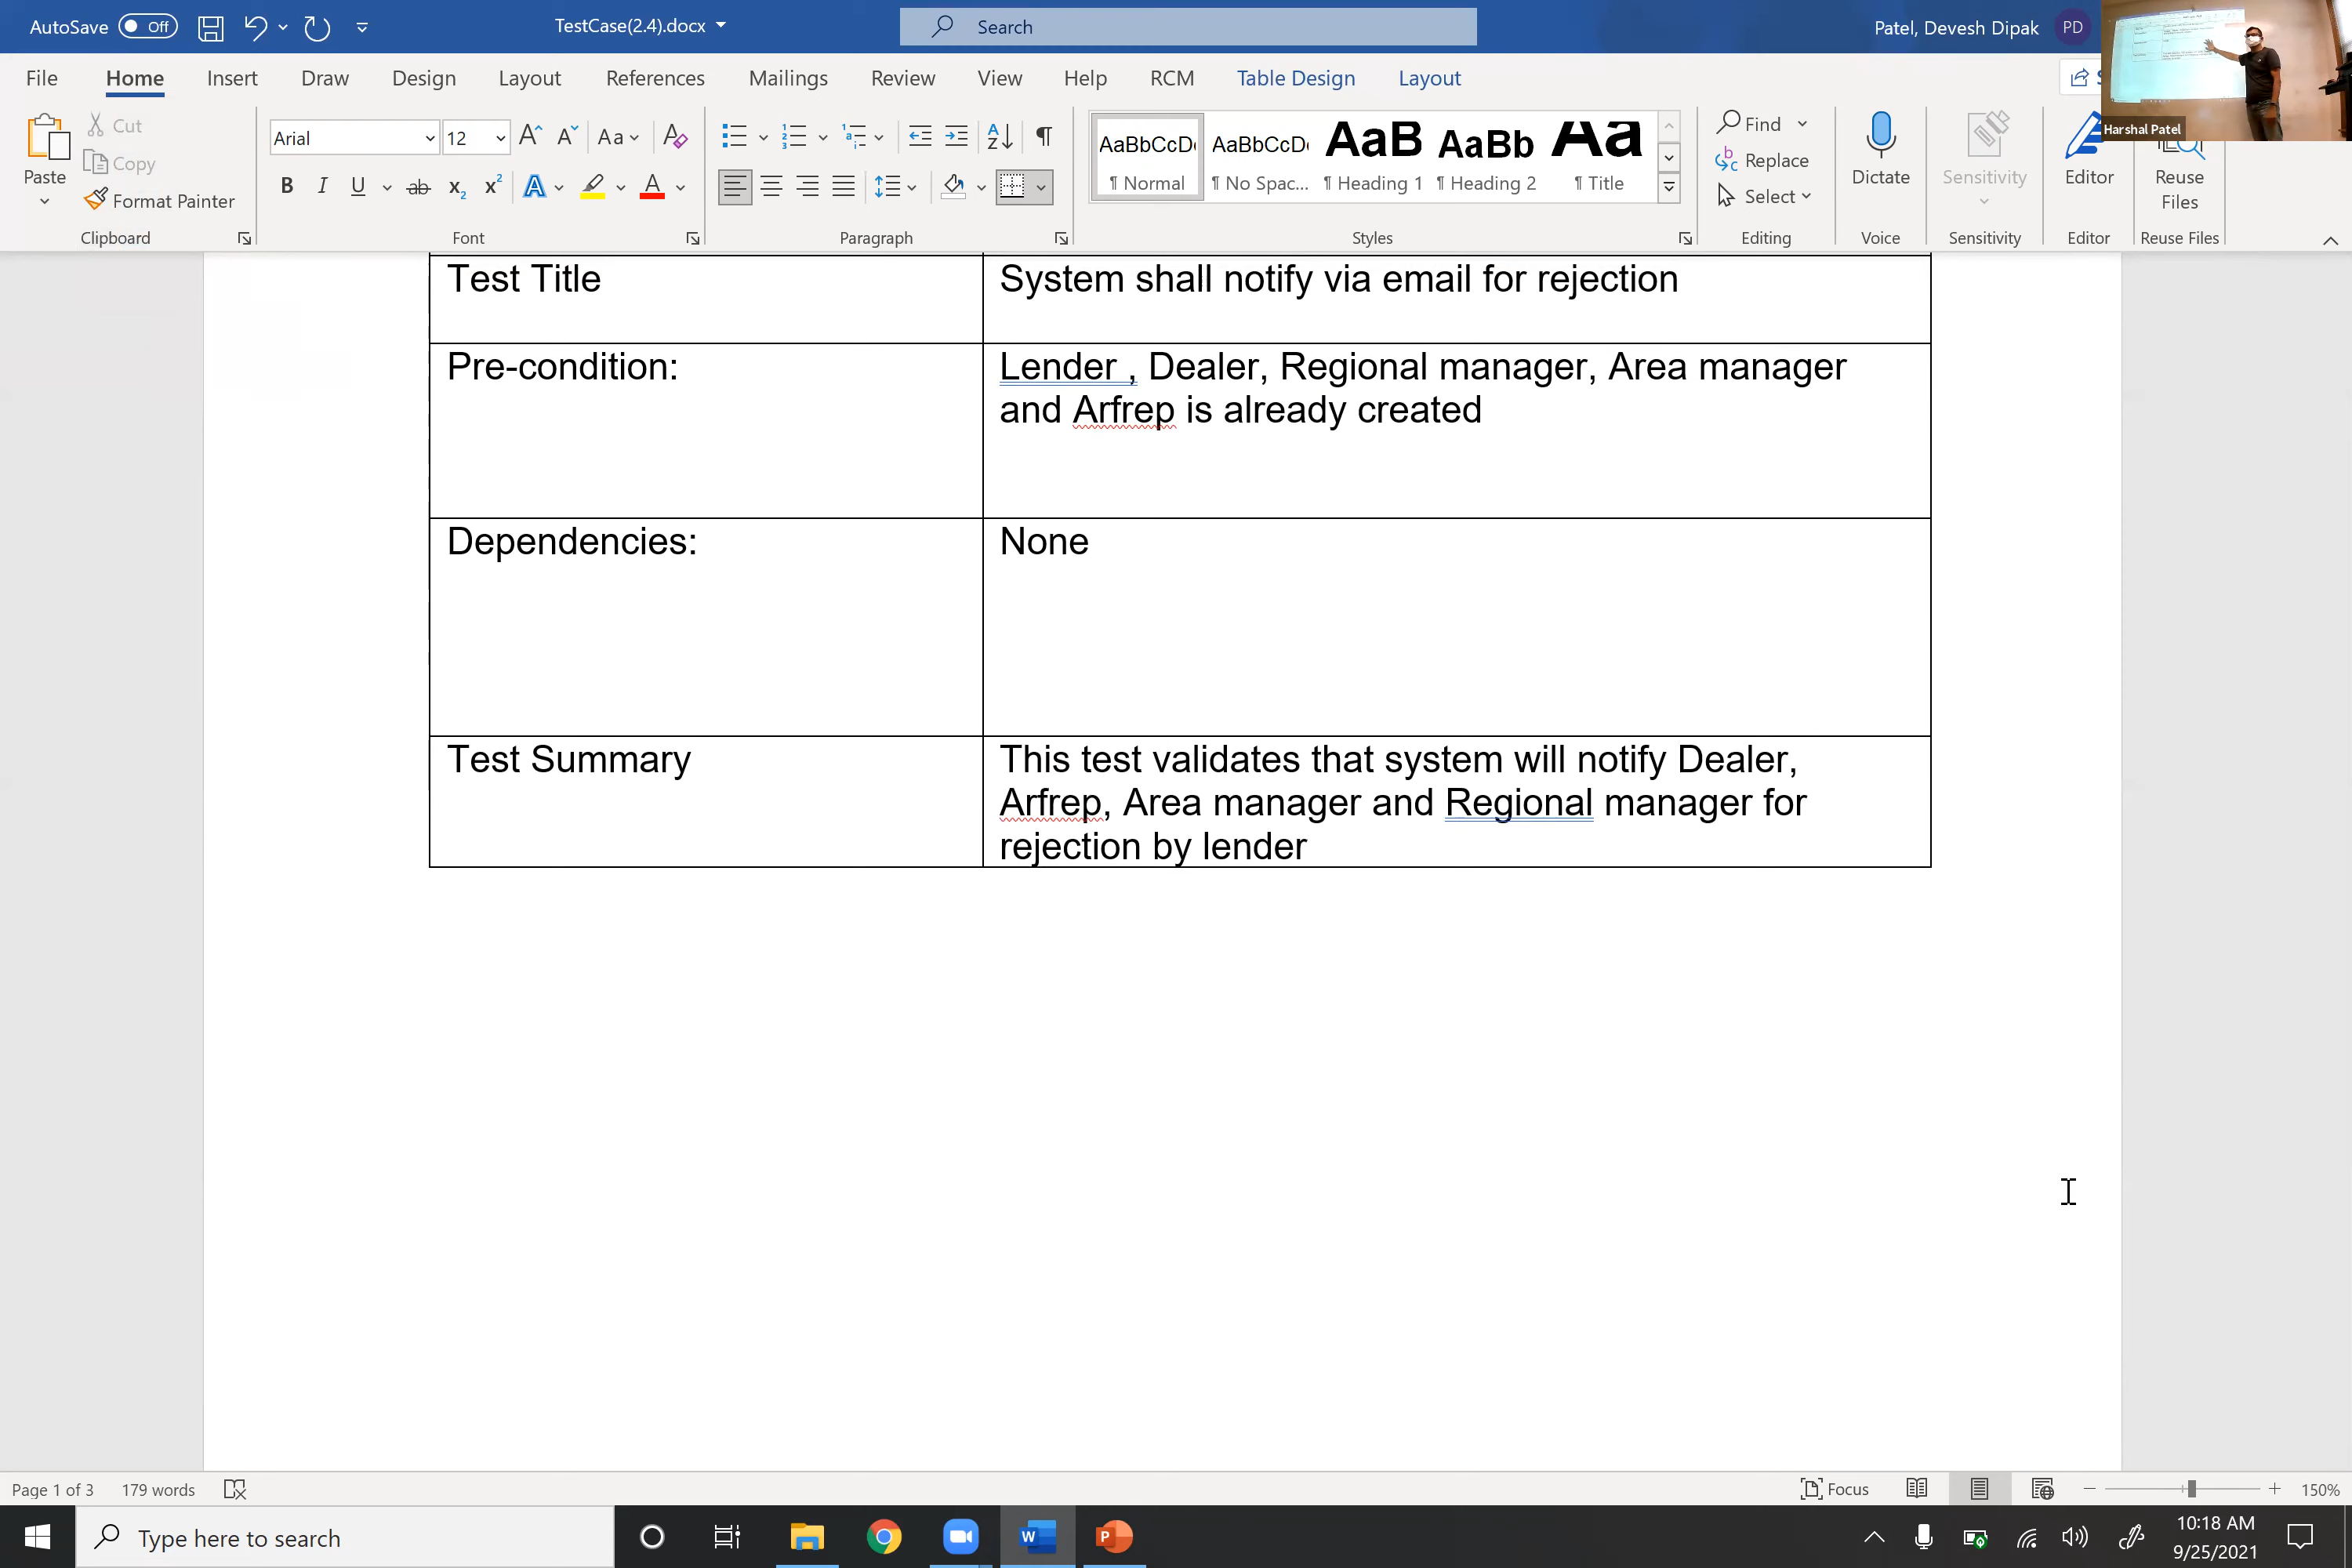 AutoSave Off TestCase(2.4).docx Search Patel, Devesh Dipak PD
File Home Insert Draw Design Layout References Mailings Review View Help RCM Table Design Layout
Paste
Cut
Copy
Format Painter
Clipboard
Arial 12
Font
Paragraph
AaBbCcD AaBbCcD AaB AaBb Aa
¶ Normal ¶ No Spac... ¶ Heading 1 ¶ Heading 2 ¶ Title
Styles
Find
Replace
Select
Editing
Dictate
Voice
Sensitivity
Sensitivity
Editor
Editor
Reuse
Files
Reuse Files
Harshal Patel
Test Title System shall notify via email for rejection
Pre-condition: Lender , Dealer, Regional manager, Area manager
and Arfrep is already created
Dependencies: None
Test Summary This test validates that system will notify Dealer,
Arfrep, Area manager and Regional manager for
rejection by lender
Page 1 of 3 179 words Focus 150%
Type here to search
10:18 AM
9/25/2021